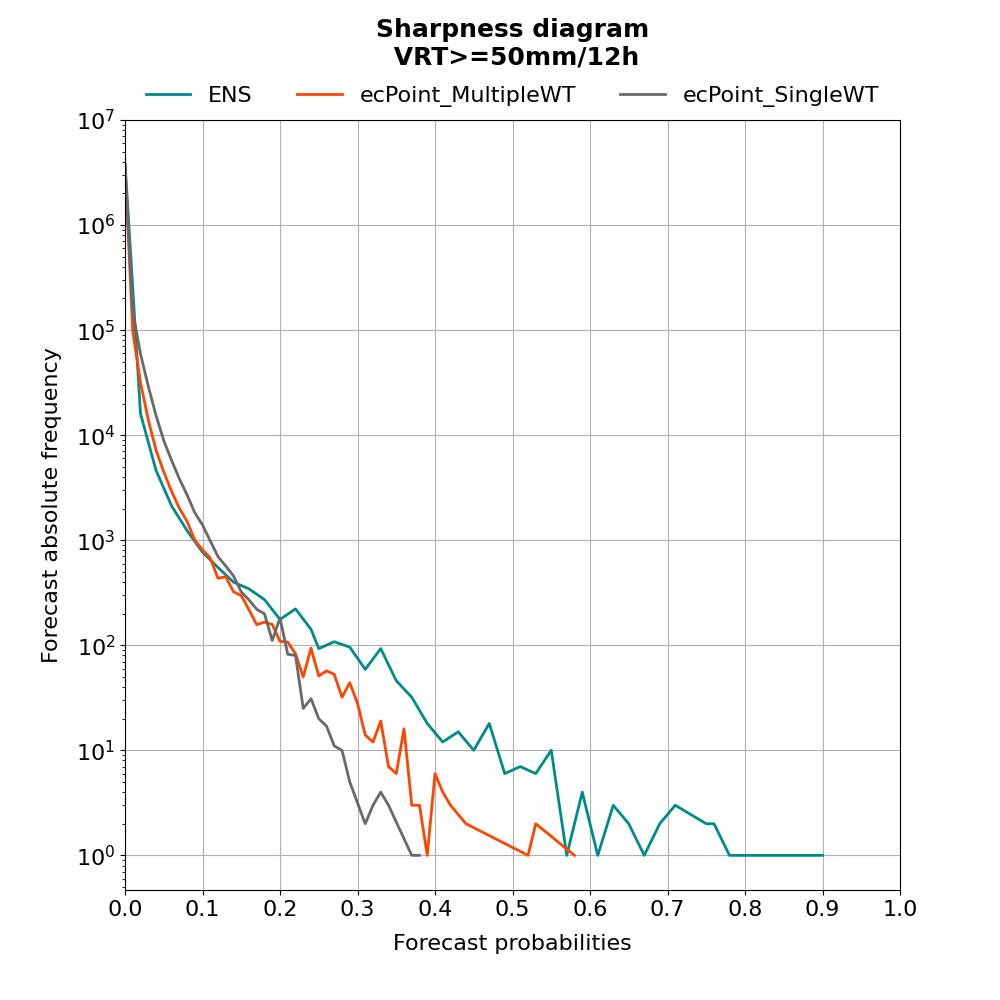 Sharpness diagram
VRT>=50mm/12h
ENS ecPoint_MultipleWT ecPoint_SingleWT
10⁷
10⁶
10⁵
10⁴
10³
10²
10¹
10⁰
Forecast absolute frequency
0.0 0.1 0.2 0.3 0.4 0.5 0.6 0.7 0.8 0.9 1.0
Forecast probabilities